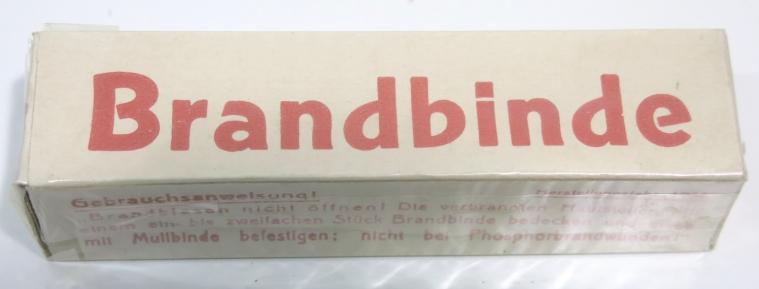 Brandbinde
Gebrauchsanweisung!
Brandblasen nicht öffnen! Die verbrannten
einem ein- bis zweifachen Stück Brandbinde bedecken
mit Mullbinde befestigen; nicht bei Phosphorbrandwunden!